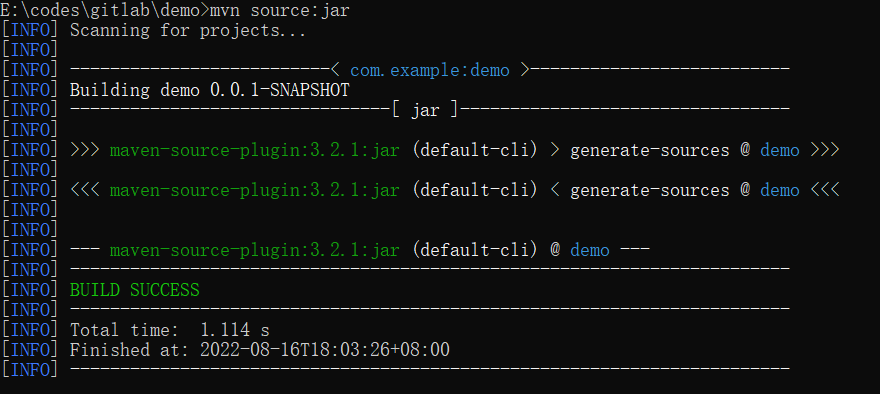 E:\codes\gitlab\demo>mvn source:jar
[INFO] Scanning for projects...
[INFO]
[INFO] --------------------------< com.example:demo >--------------------------
[INFO] Building demo 0.0.1-SNAPSHOT
[INFO] --------------------------------[ jar ]---------------------------------
[INFO]
[INFO] >>> maven-source-plugin:3.2.1:jar (default-cli) > generate-sources @ demo >>>
[INFO]
[INFO] <<< maven-source-plugin:3.2.1:jar (default-cli) < generate-sources @ demo <<<
[INFO]
[INFO]
[INFO] --- maven-source-plugin:3.2.1:jar (default-cli) @ demo ---
[INFO] ------------------------------------------------------------------------
[INFO] BUILD SUCCESS
[INFO] ------------------------------------------------------------------------
[INFO] Total time:  1.114 s
[INFO] Finished at: 2022-08-16T18:03:26+08:00
[INFO] ------------------------------------------------------------------------